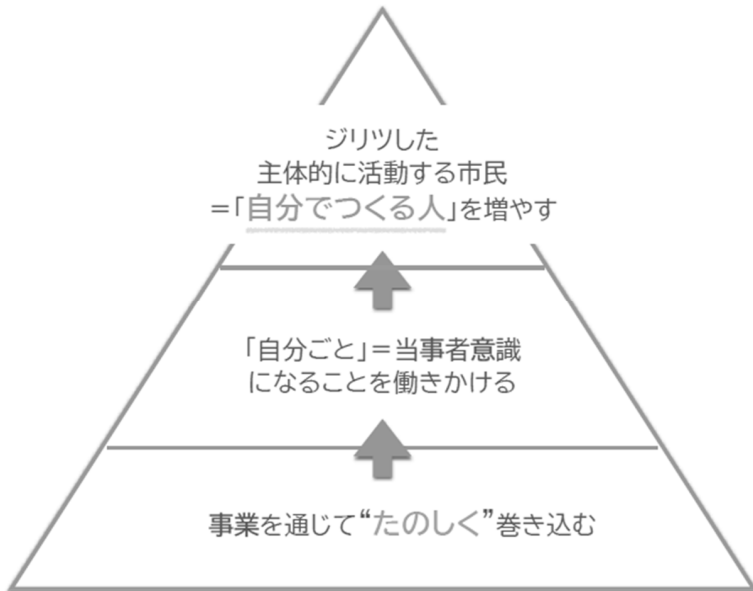 ジリツした
主体的に活動する市民
＝「自分でつくる人」を増やす
「自分ごと」＝当事者意識
になることを働きかける
事業を通じて“たのしく”巻き込む